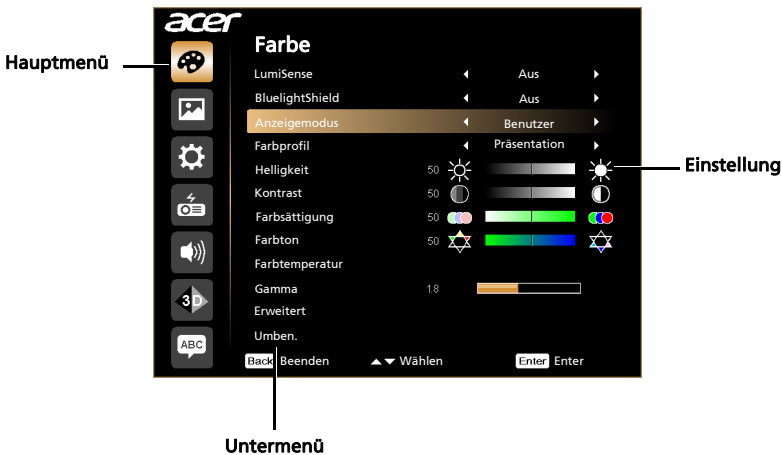 acer
Farbe
Hauptmenü
LumiSense Aus
BluelightShield Aus
Anzeigemodus Benutzer
Farbprofil Präsentation
Helligkeit 50
Einstellung
Kontrast 50
Farbsättigung 50
Farbton 50
Farbtemperatur
Gamma 1.8
Erweitert
Umben.
3D
ABC
Back Beenden Wählen Enter Enter
Untermenü